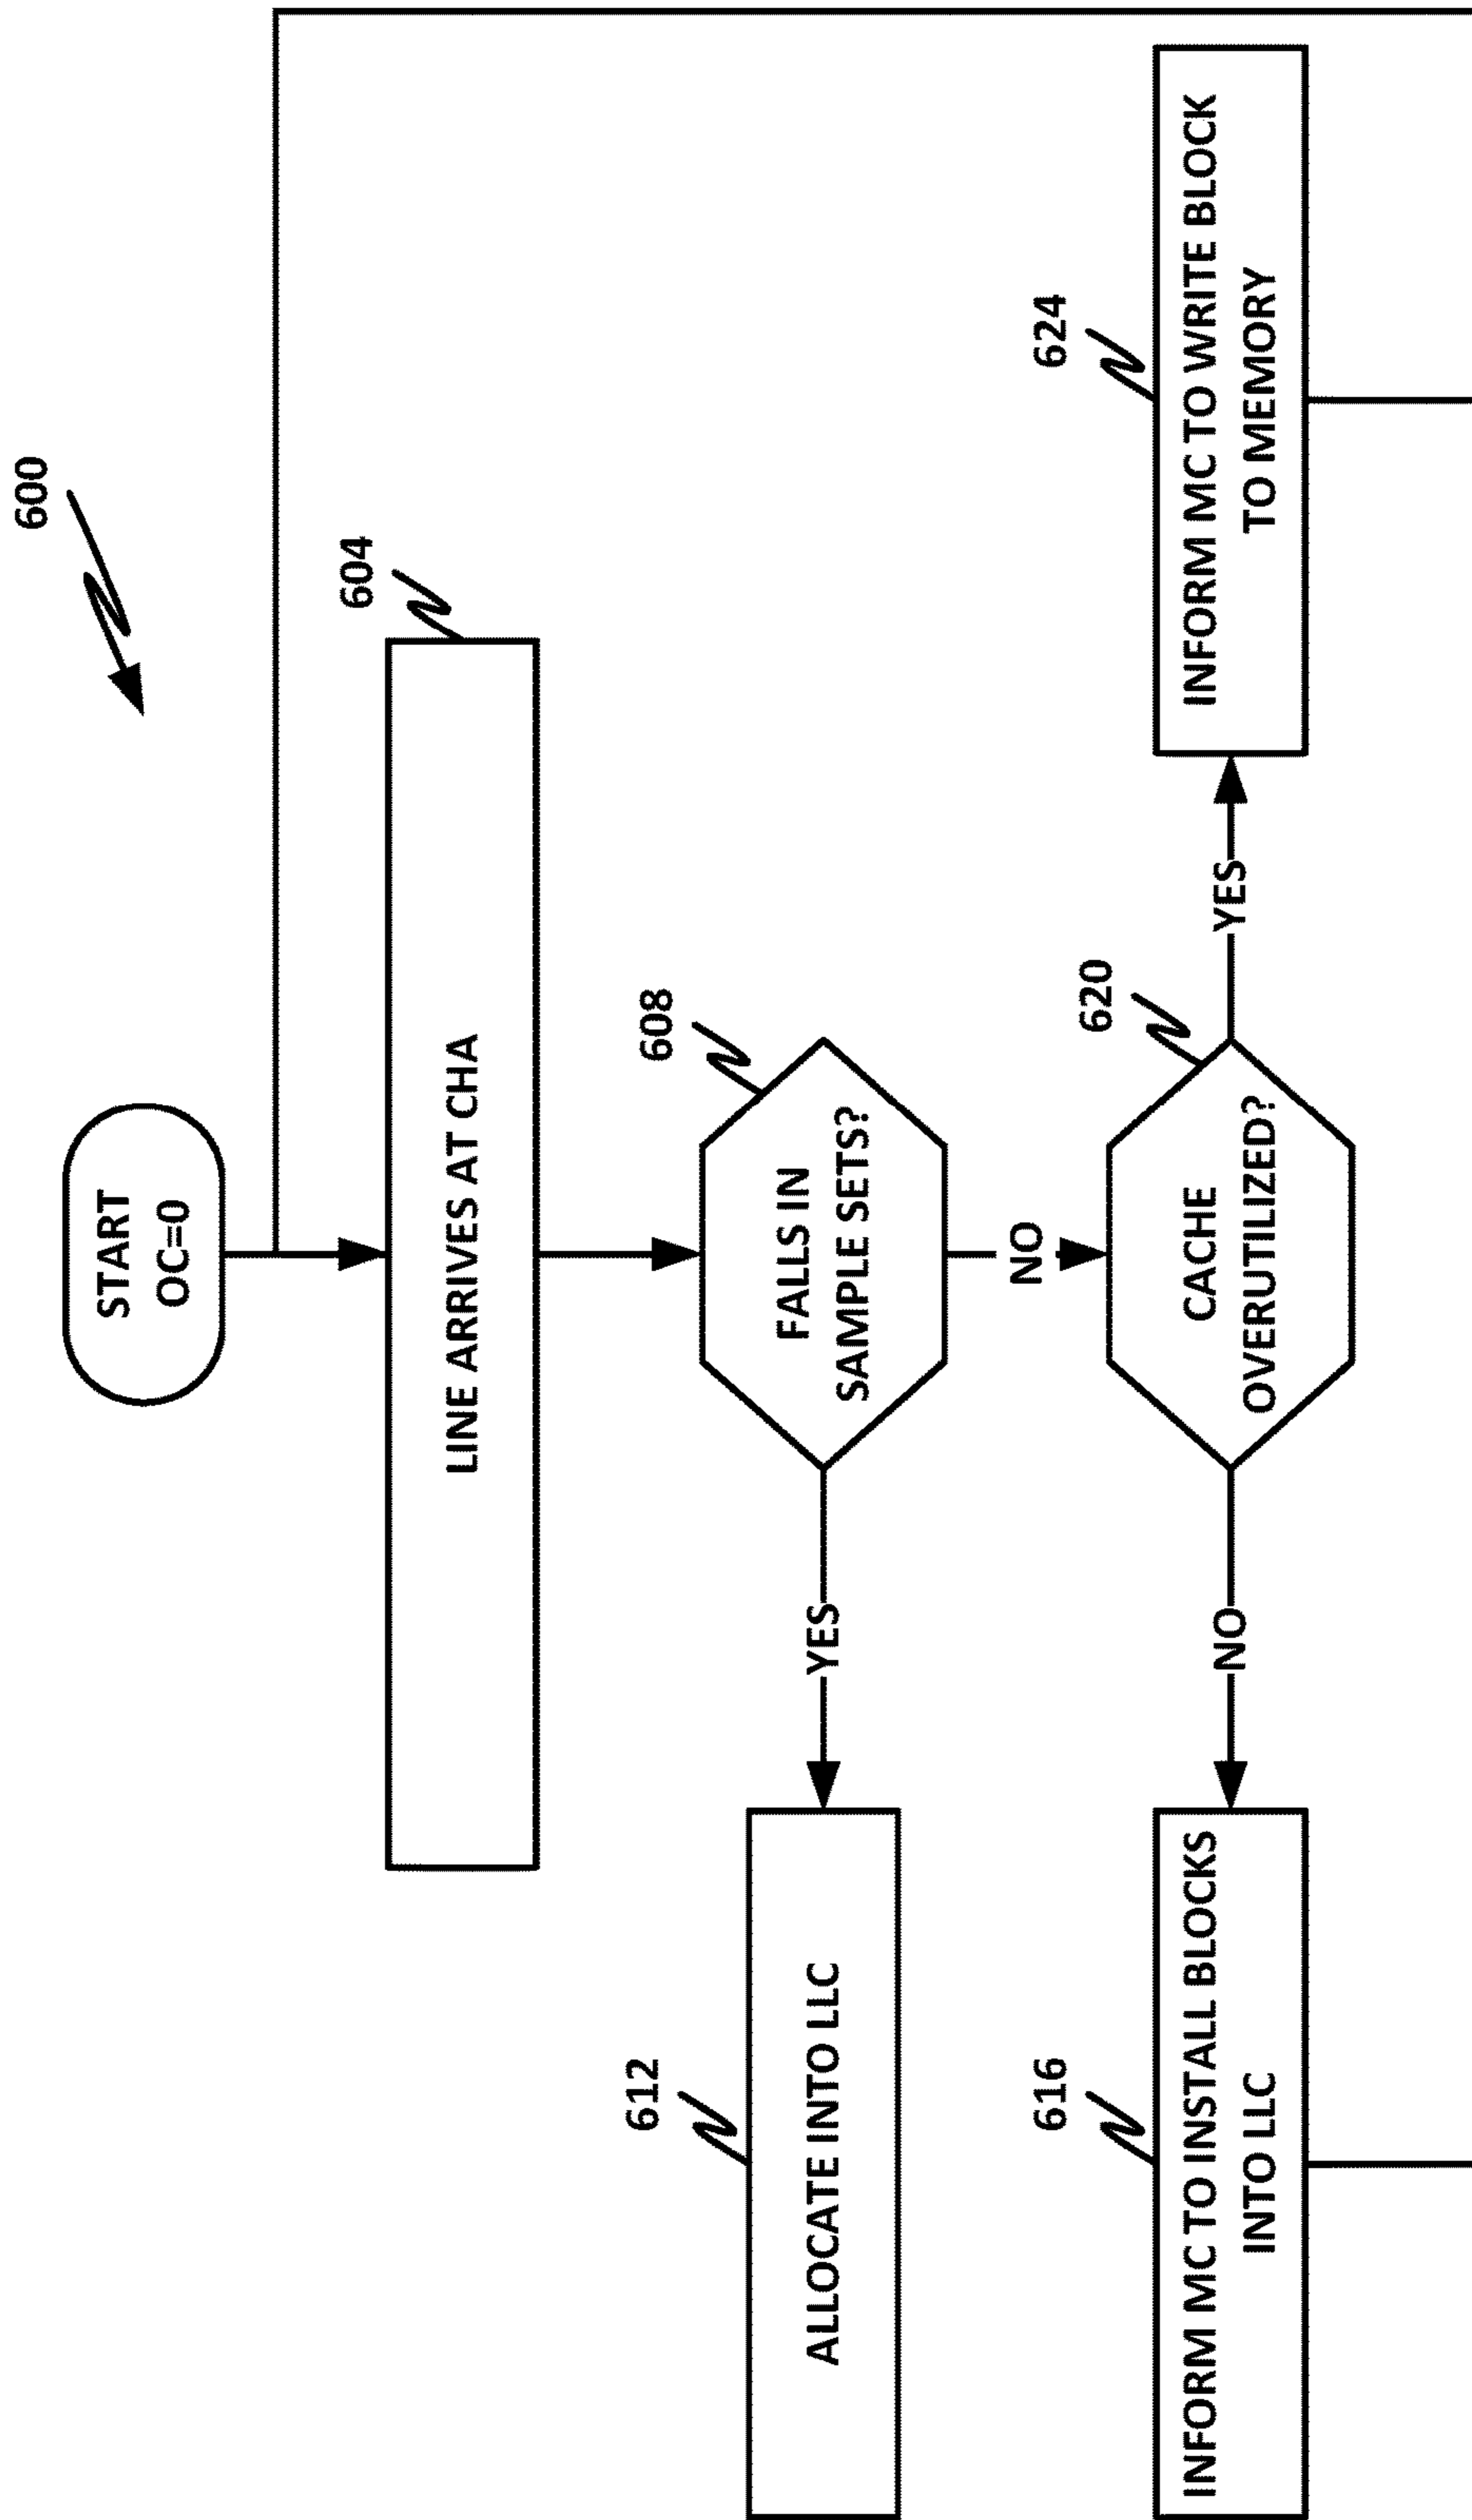 600
START
OC=0
604
LINE ARRIVES AT CHA
608
FALLS IN
SAMPLE SETS?
YES
NO
612
ALLOCATE INTO LLC
620
CACHE
OVERUTILIZED?
NO
YES
616
INFORM MC TO INSTALL BLOCKS
INTO LLC
624
INFORM MC TO WRITE BLOCK
TO MEMORY